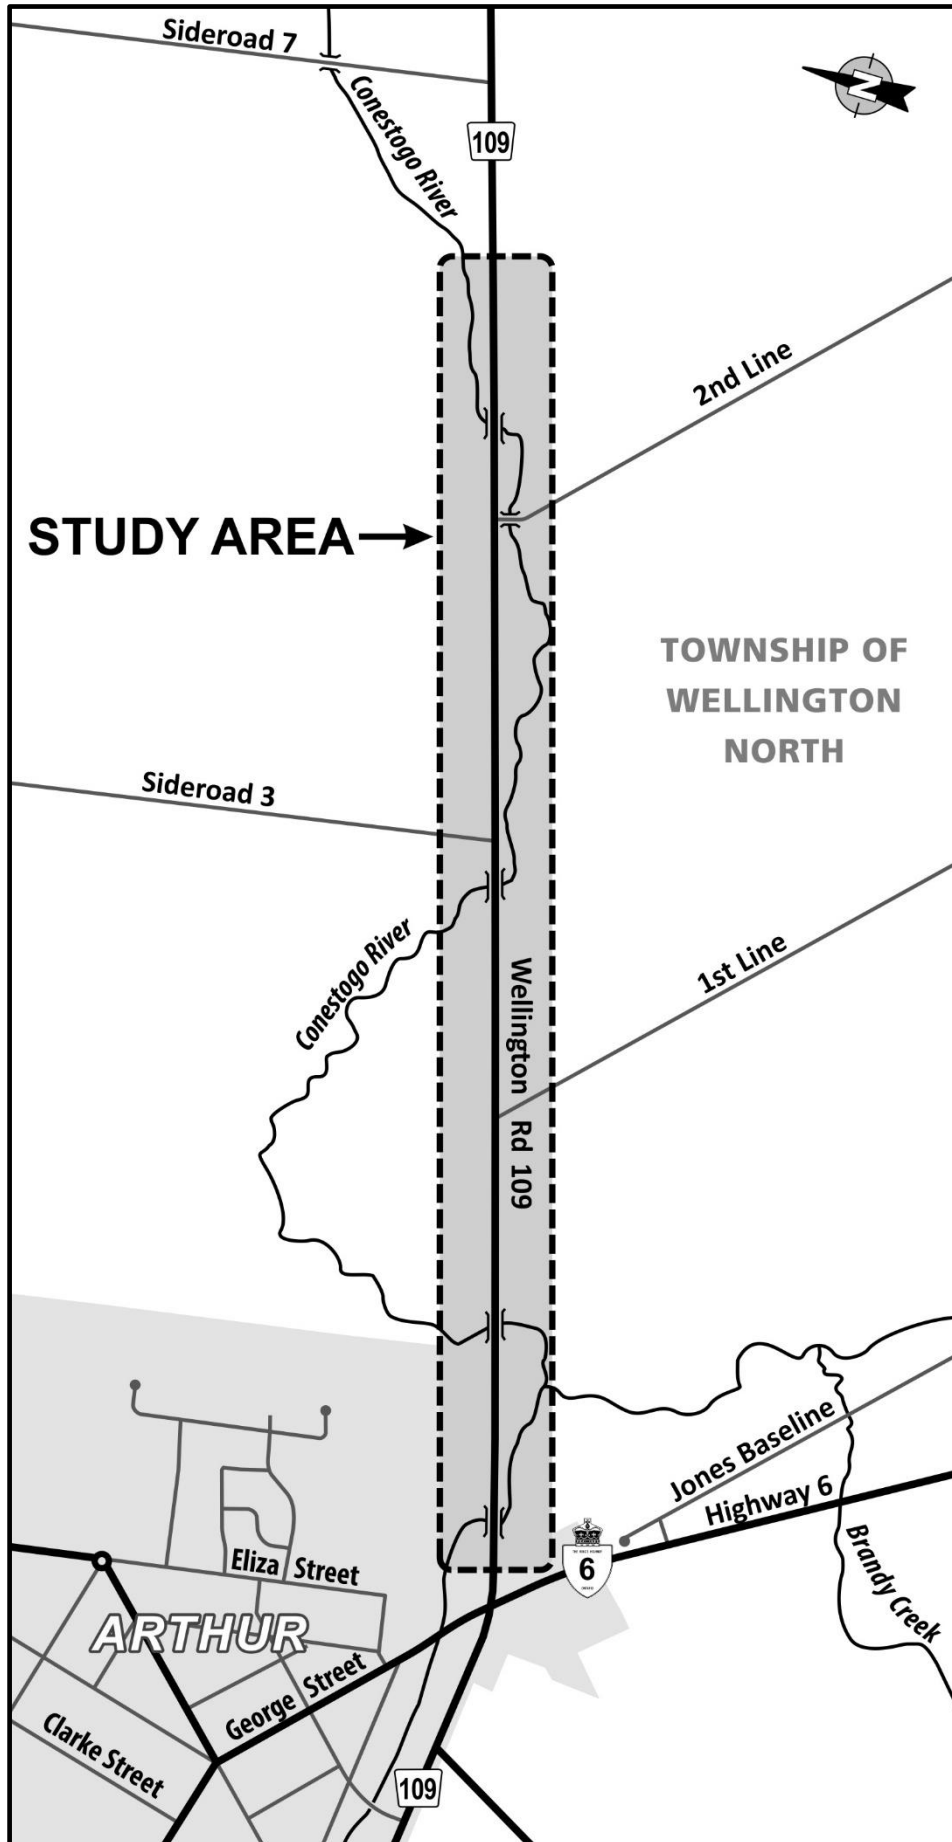 Sideroad 7
N
Conestogo River
109
2nd Line
STUDY AREA
TOWNSHIP OF
WELLINGTON
NORTH
Sideroad 3
Conestogo River
1st Line
Wellington Rd 109
Jones Baseline
Highway 6
6
Eliza Street
Brandy Creek
ARTHUR
George Street
Clarke Street
109